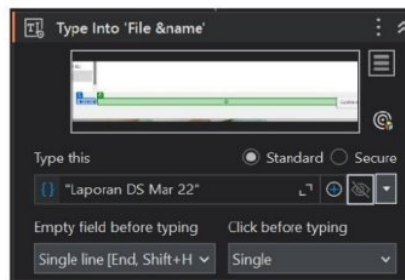 Type Into 'File &name'
Type this
Standard
Secure
"Laporan DS Mar 22"
Empty field before typing
Click before typing
Single line [End, Shift+H
Single